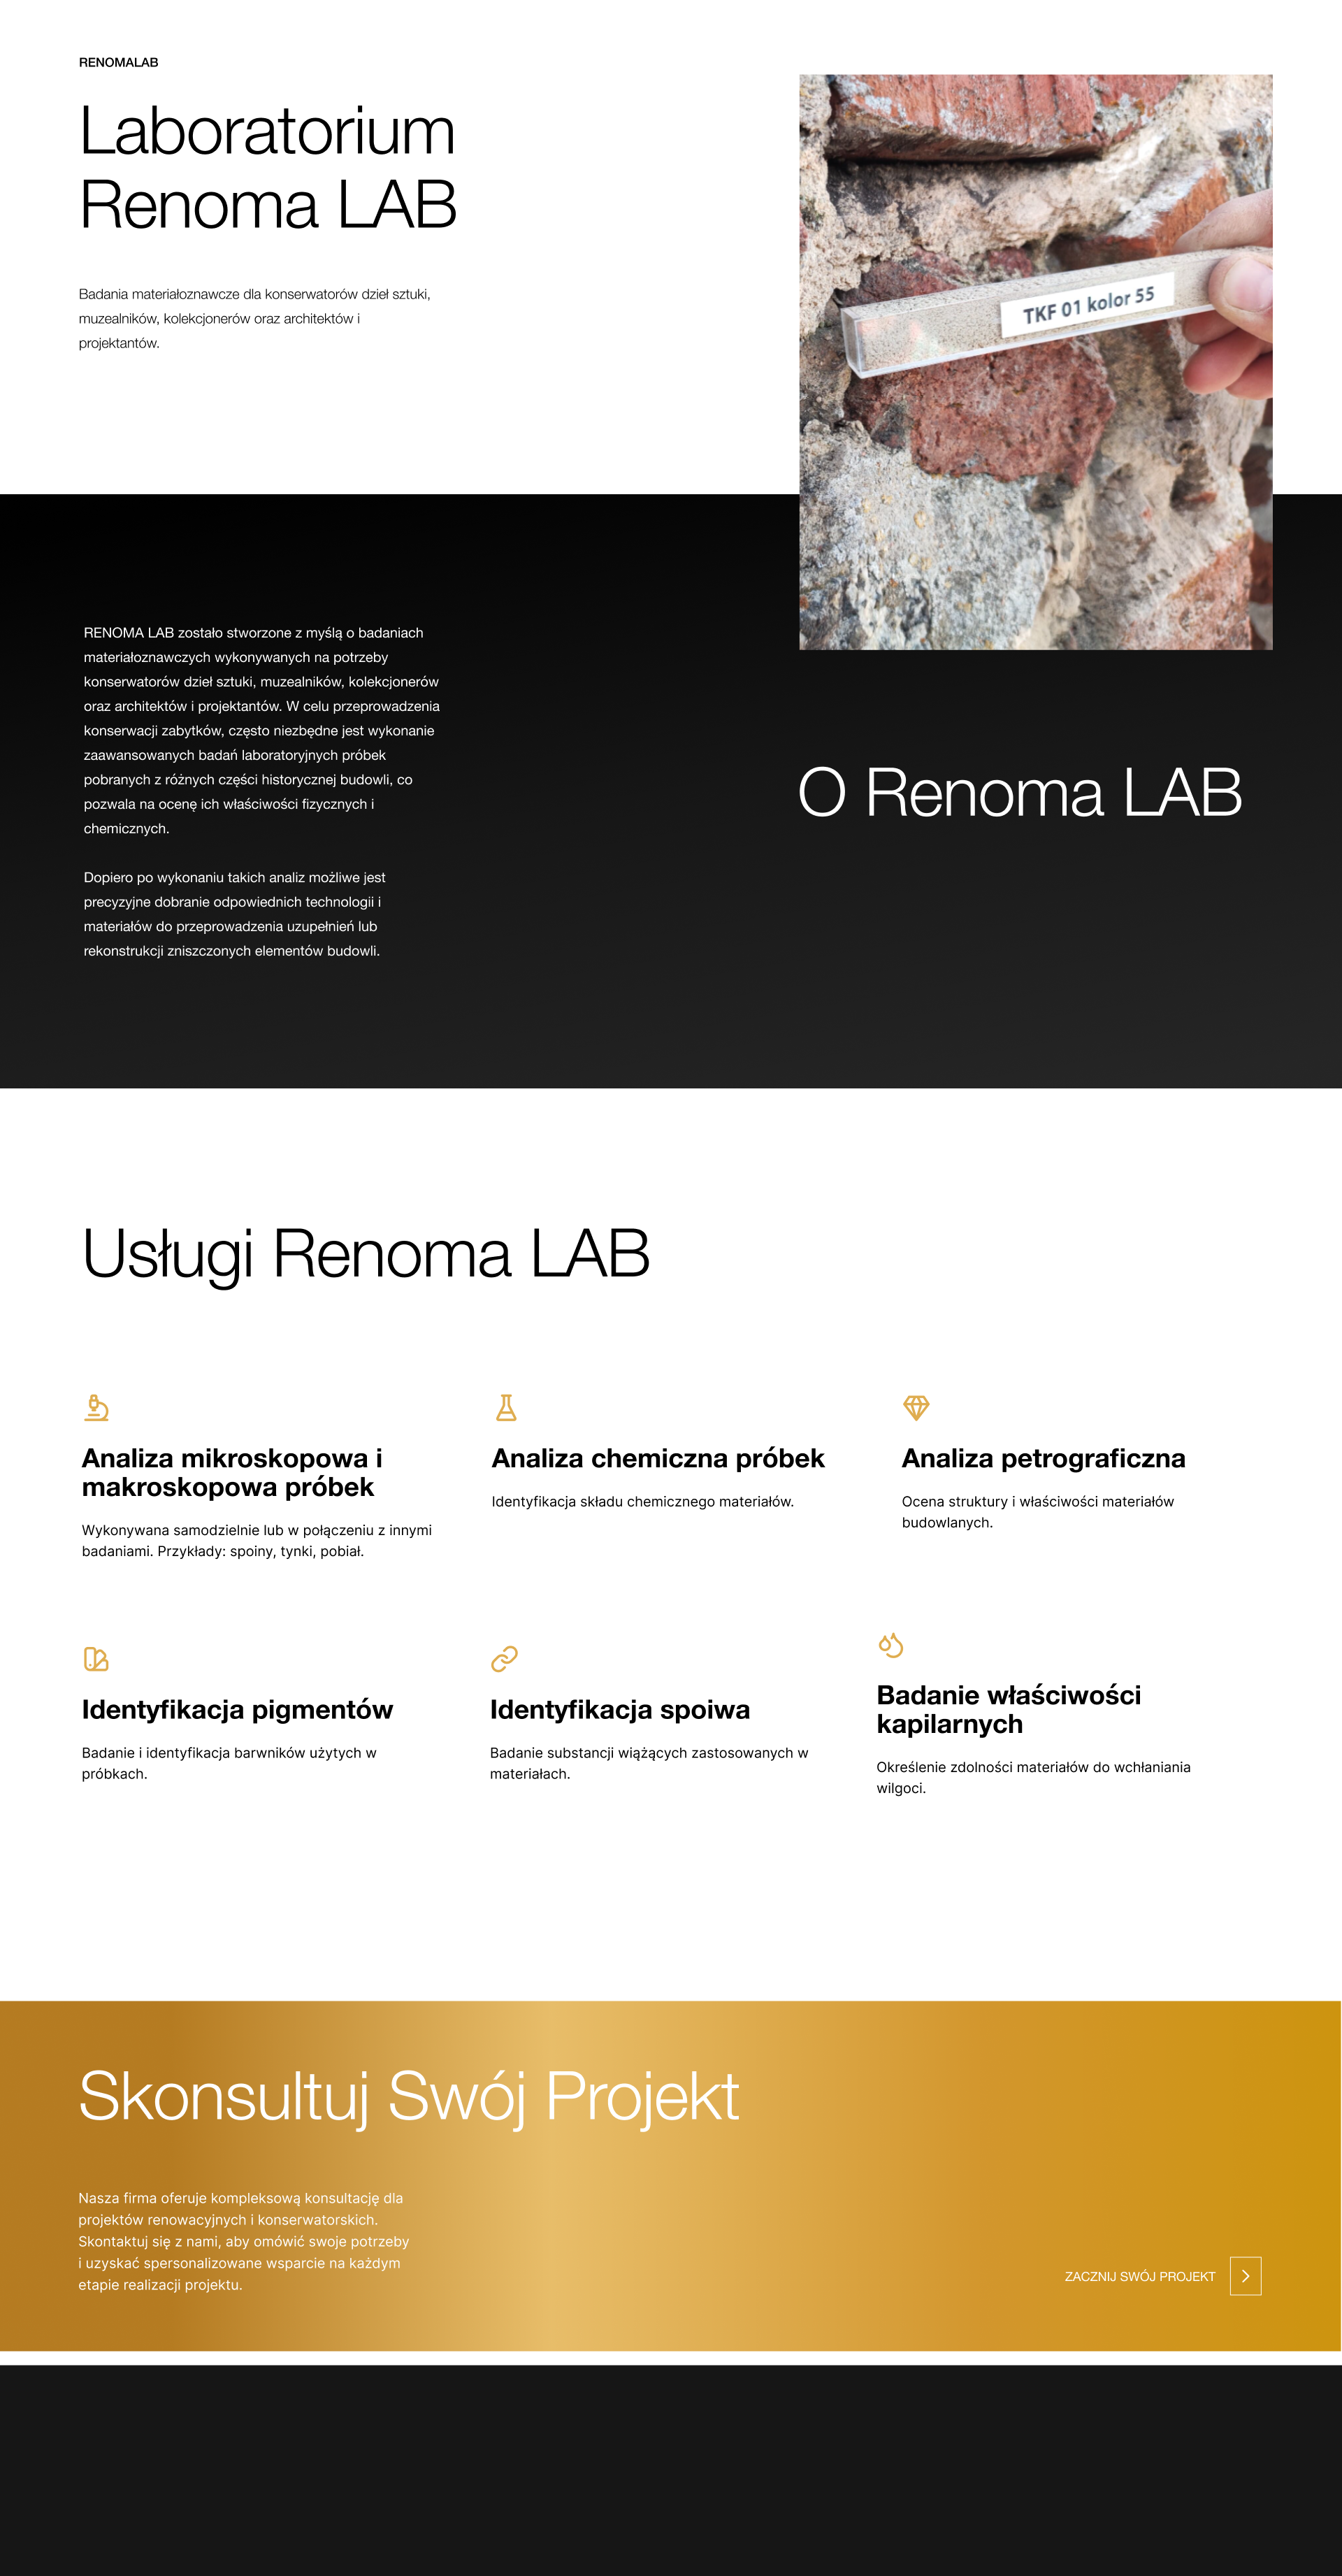 RENOMALAB
Laboratorium
Renoma LAB
Badania materiałoznawcze dla konserwatorów dzieł sztuki,
muzealników, kolekcjonerów oraz architektów i
projektantów.
TKF 01 kolor 55
RENOMA LAB zostało stworzone z myślą o badaniach
materiałoznawczych wykonywanych na potrzeby
konserwatorów dzieł sztuki, muzealników, kolekcjonerów
oraz architektów i projektantów. W celu przeprowadzenia
konserwacji zabytków, często niezbędne jest wykonanie
zaawansowanych badań laboratoryjnych próbek
pobranych z różnych części historycznej budowli, co
pozwala na ocenę ich właściwości fizycznych i
chemicznych.
Dopiero po wykonaniu takich analiz możliwe jest
precyzyjne dobranie odpowiednich technologii i
materiałów do przeprowadzenia uzupełnień lub
rekonstrukcji zniszczonych elementów budowli.
O Renoma LAB
Usługi Renoma LAB
Analiza mikroskopowa i
makroskopowa próbek
Wykonywana samodzielnie lub w połączeniu z innymi
badaniami. Przykłady: spoiny, tynki, pobiał.
Analiza chemiczna próbek
Identyfikacja składu chemicznego materiałów.
Analiza petrograficzna
Ocena struktury i właściwości materiałów
budowlanych.
Identyfikacja pigmentów
Badanie i identyfikacja barwników użytych w
próbkach.
Identyfikacja spoiwa
Badanie substancji wiążących zastosowanych w
materiałach.
Badanie właściwości
kapilarnych
Określenie zdolności materiałów do wchłaniania
wilgoci.
Skonsultuj Swój Projekt
Nasza firma oferuje kompleksową konsultację dla
projektów renowacyjnych i konserwatorskich.
Skontaktuj się z nami, aby omówić swoje potrzeby
i uzyskać spersonalizowane wsparcie na każdym
etapie realizacji projektu.
ZACZNIJ SWÓJ PROJEKT